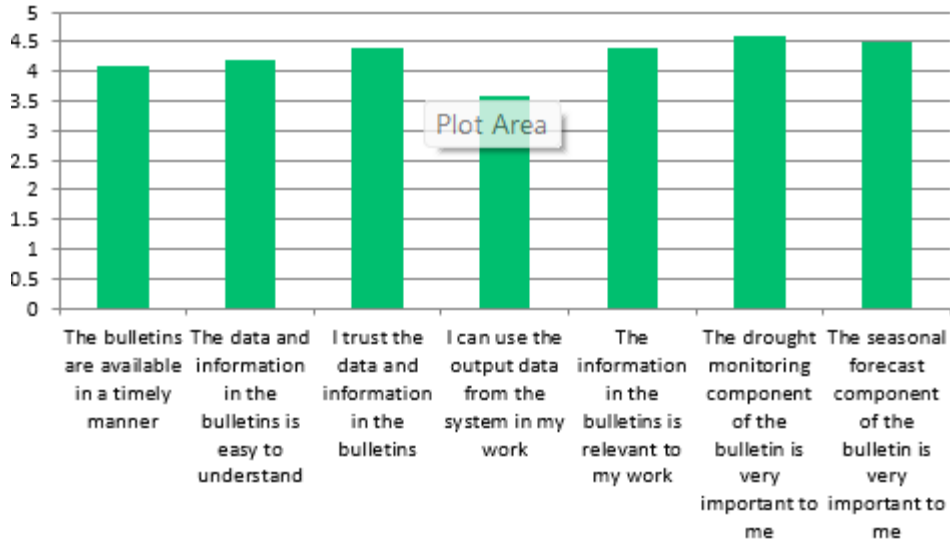 5
4.5
4
3.5
3
2.5
2
1.5
1
0.5
0
Plot Area
The bulletins
are available
in a timely
manner
The data and
information
in the
bulletins is
easy to
understand
I trust the
data and
information
in the
bulletins
I can use the
output data
from the
system in my
work
The
information
in the
bulletins is
relevant to
my work
The drought
monitoring
component
of the
bulletin is
very
important to
me
The seasonal
forecast
component
of the
bulletin is
very
important to
me